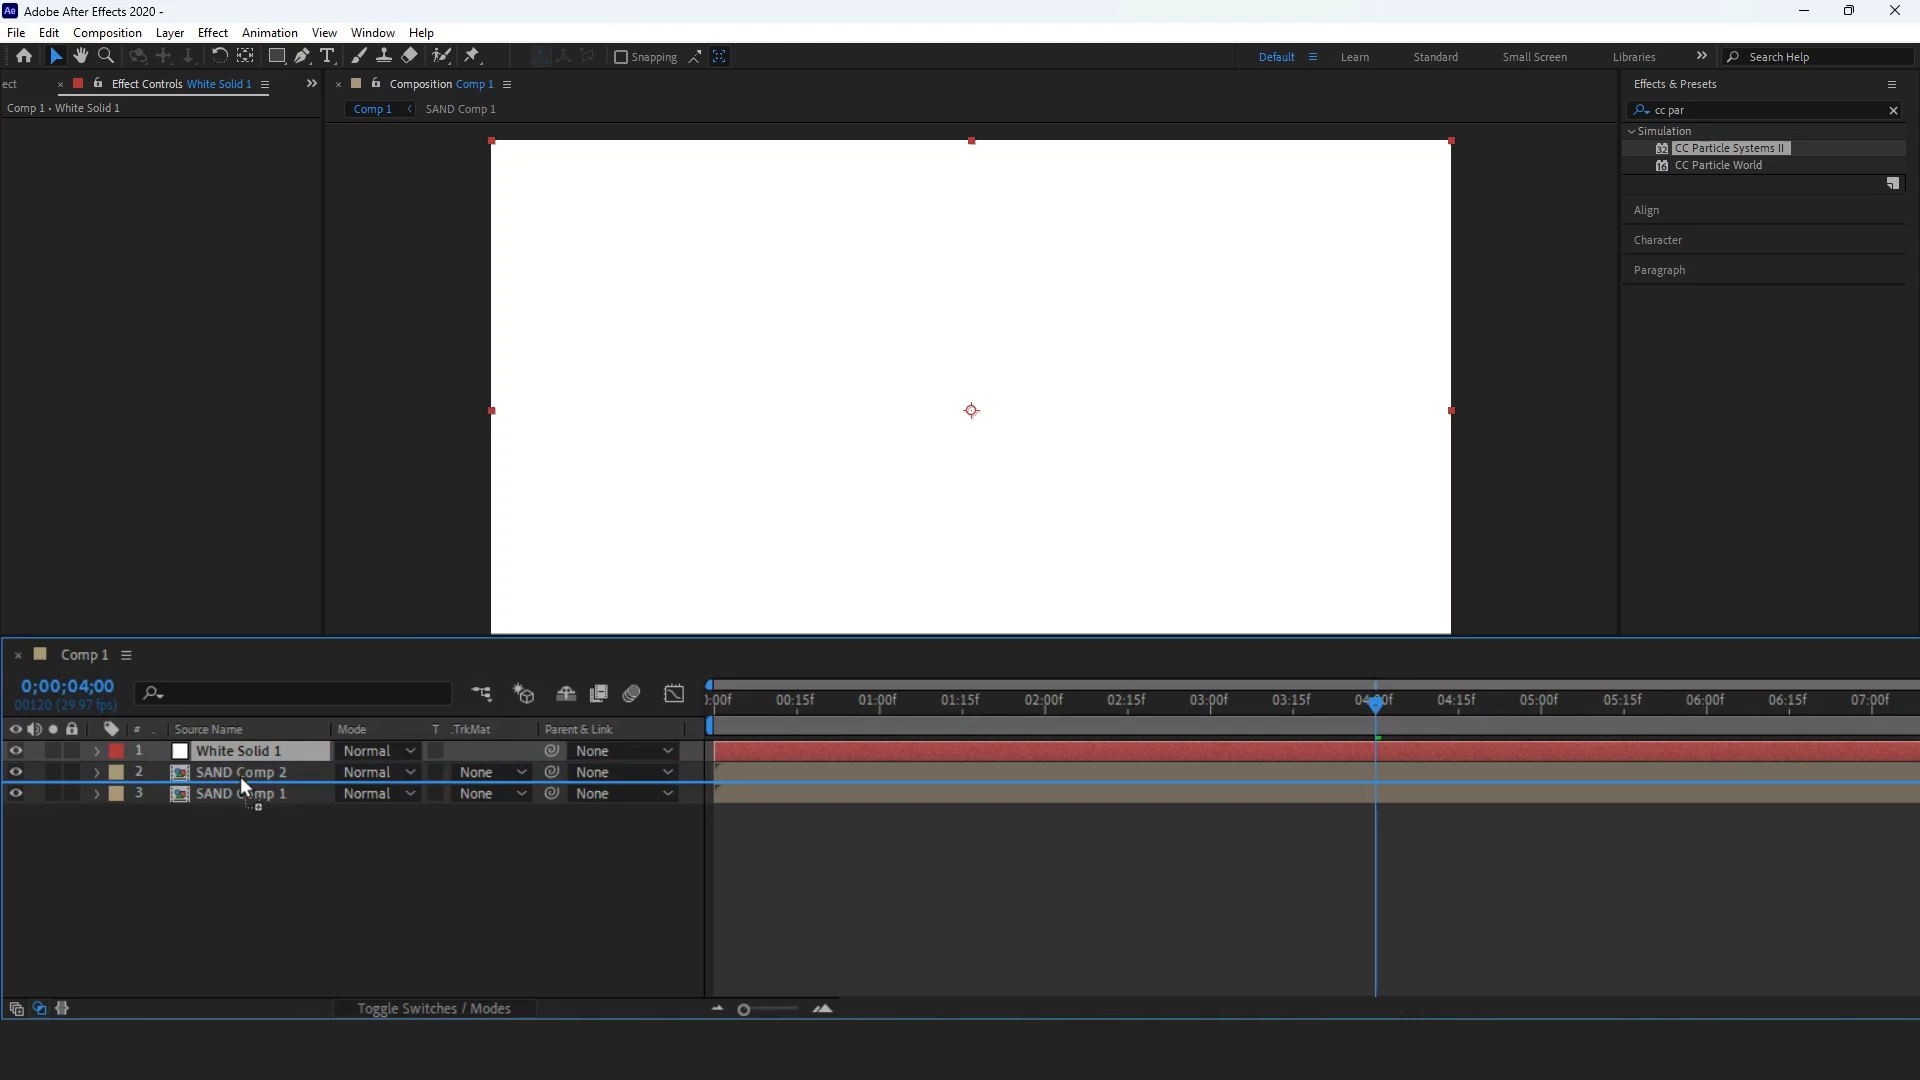 Ae Adobe After Effects 2020 -
File Edit Composition Layer Effect Animation View Window Help
Snapping Default Learn Standard Small Screen Libraries Search Help
ect Effect Controls White Solid 1
Composition Comp 1
Effects & Presets
Comp 1 • White Solid 1
Comp 1 SAND Comp 1
cc par
Simulation
32 CC Particle Systems II
16 CC Particle World
Align
Character
Paragraph
Comp 1
0;00;04;00
00120 (29.97 fps)
:00f 00:15f 01:00f 01:15f 02:00f 02:15f 03:00f 03:15f 04:15f 05:00f 05:15f 06:00f 06:15f 07:00f
# Source Name Mode T .TrkMat Parent & Link
1 White Solid 1 Normal None
2 SAND Comp 2 Normal None None
3 SAND Comp 1 Normal None None
Toggle Switches / Modes